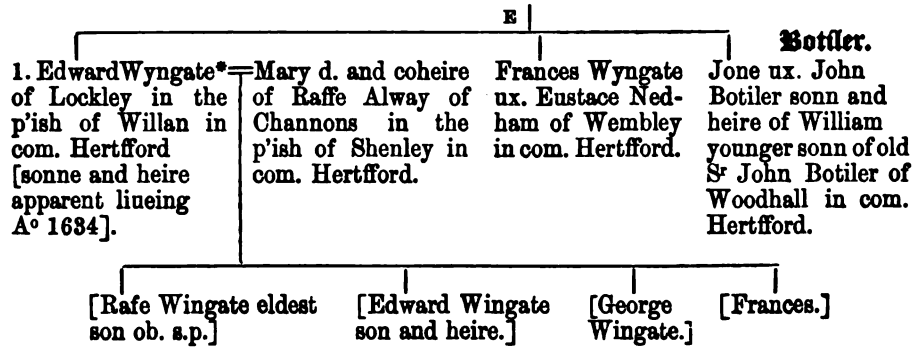 E
Botiler.
1. Edward Wyngate*
of Lockley in the
p'ish of Willan in
com. Hertfford
[sonne and heire
apparent liueing
Aº 1634].
Mary d. and coheire
of Raffe Alway of
Channons in the
p'ish of Shenley in
com. Hertfford.
Frances Wyngate
ux. Eustace Ned-
ham of Wembley
in com. Hertfford.
Jone ux. John
Botiler sonn and
heire of William
younger sonn of old
Sʳ John Botiler of
Woodhall in com.
Hertfford.
[Rafe Wingate eldest
son ob. s.p.]
[Edward Wingate
son and heire.]
[George
Wingate.]
[Frances.]